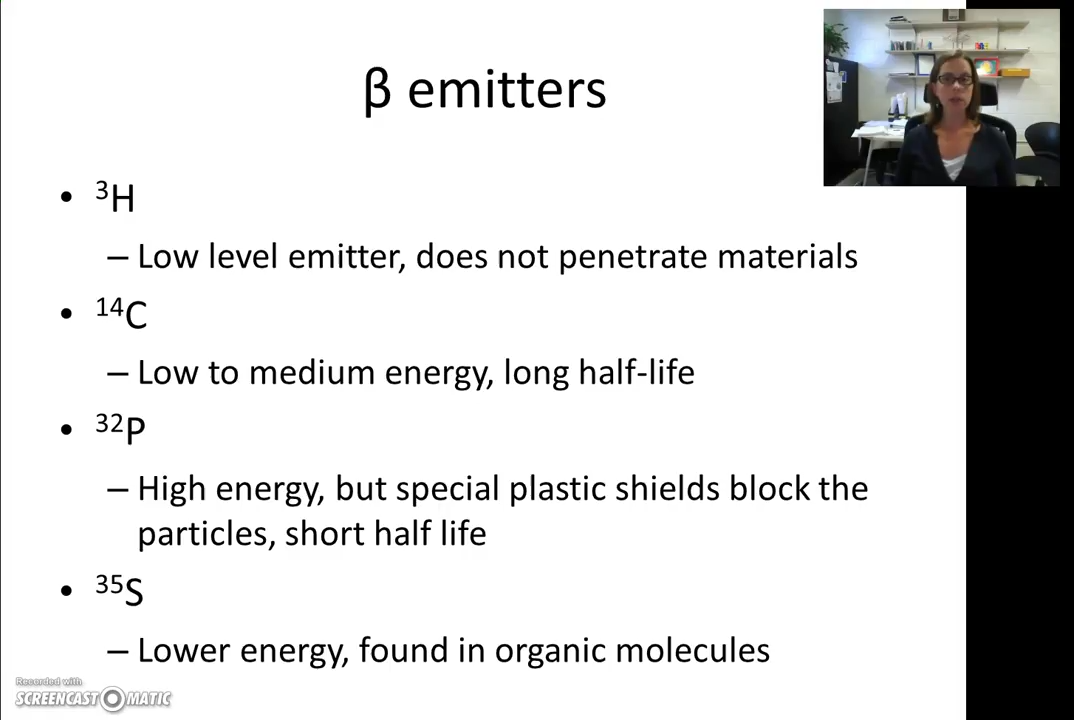 β emitters
• ³H
– Low level emitter, does not penetrate materials
• ¹⁴C
– Low to medium energy, long half-life
• ³²P
– High energy, but special plastic shields block the
particles, short half life
• ³⁵S
– Lower energy, found in organic molecules
Recorded with
SCREENCAST-O-MATIC